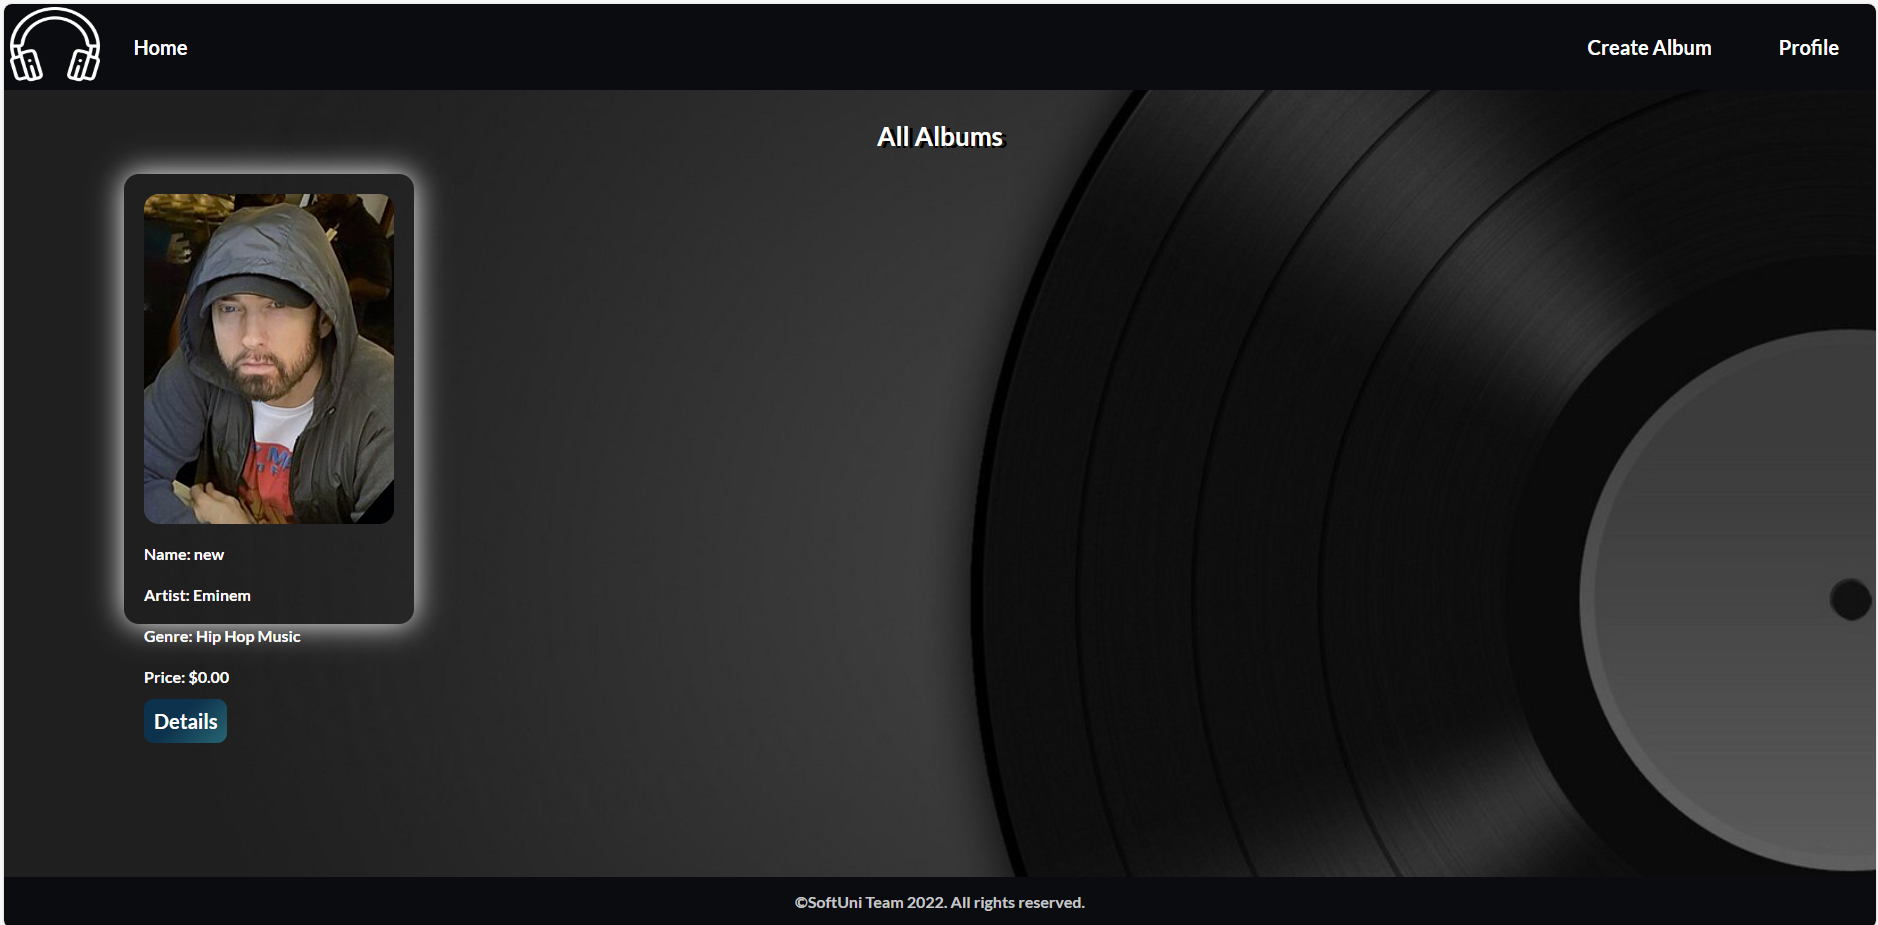 Home
Create Album
Profile
All Albums
Name: new
Artist: Eminem
Genre: Hip Hop Music
Price: $0.00
Details
©SoftUni Team 2022. All rights reserved.